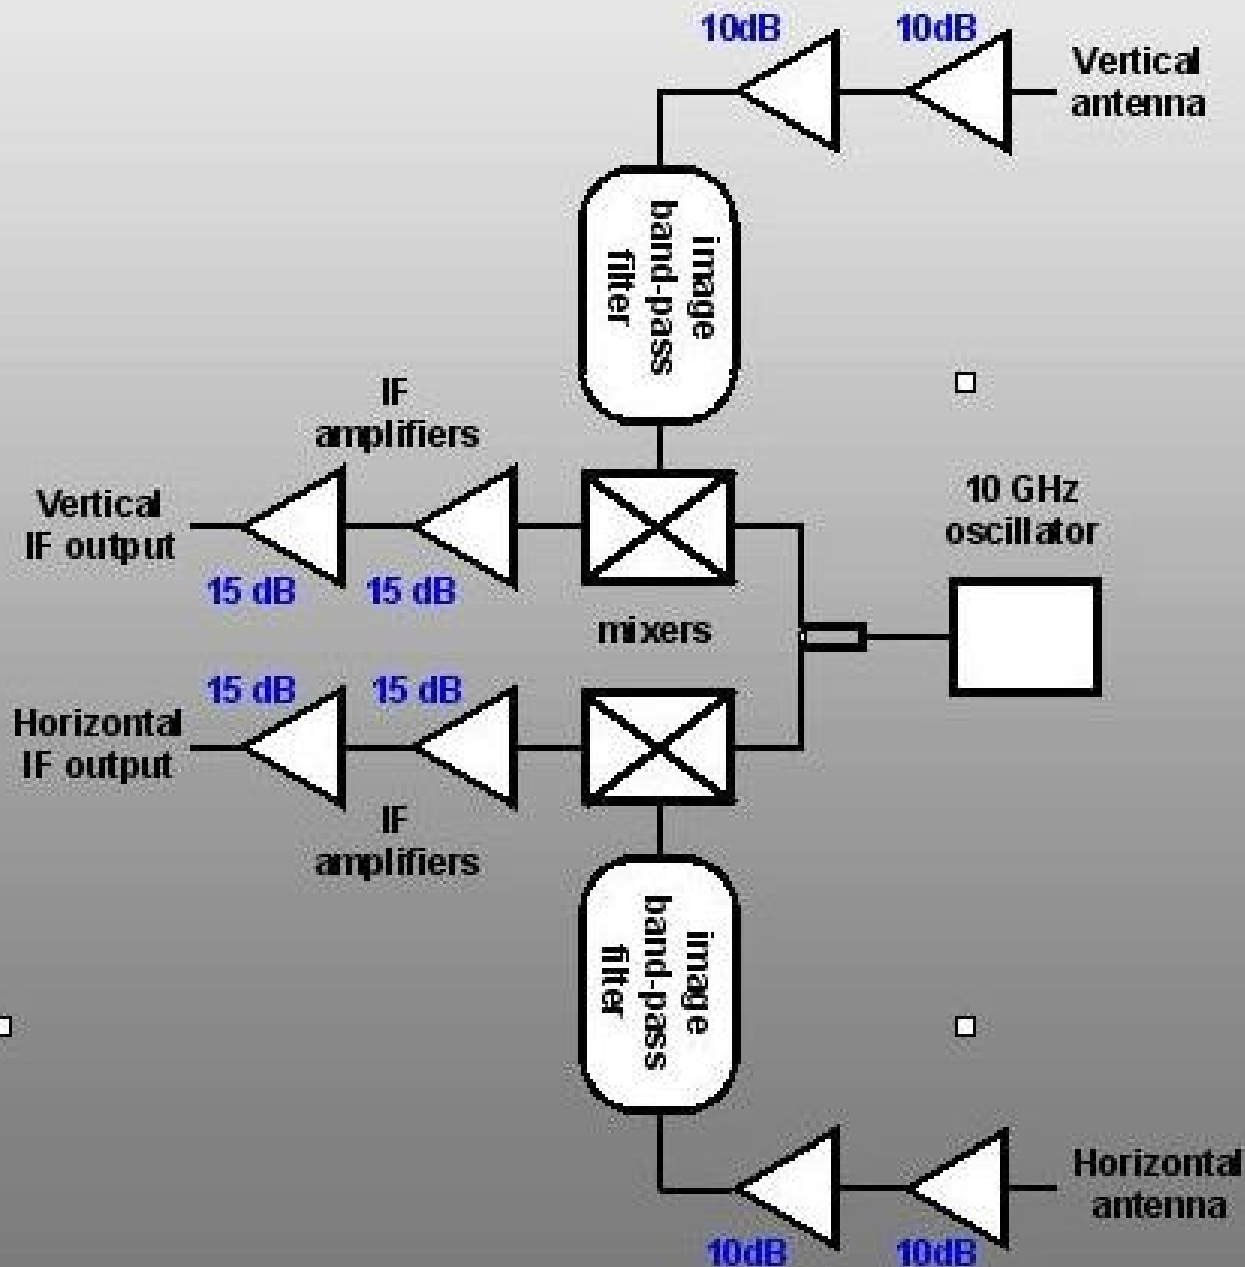 10dB
10dB
Vertical
antenna
image
band-pass
filter
IF
amplifiers
Vertical
IF output
10 GHz
oscillator
15 dB
15 dB
mixers
15 dB
15 dB
Horizontal
IF output
IF
amplifiers
image
band-pass
filter
Horizontal
antenna
10dB
10dB